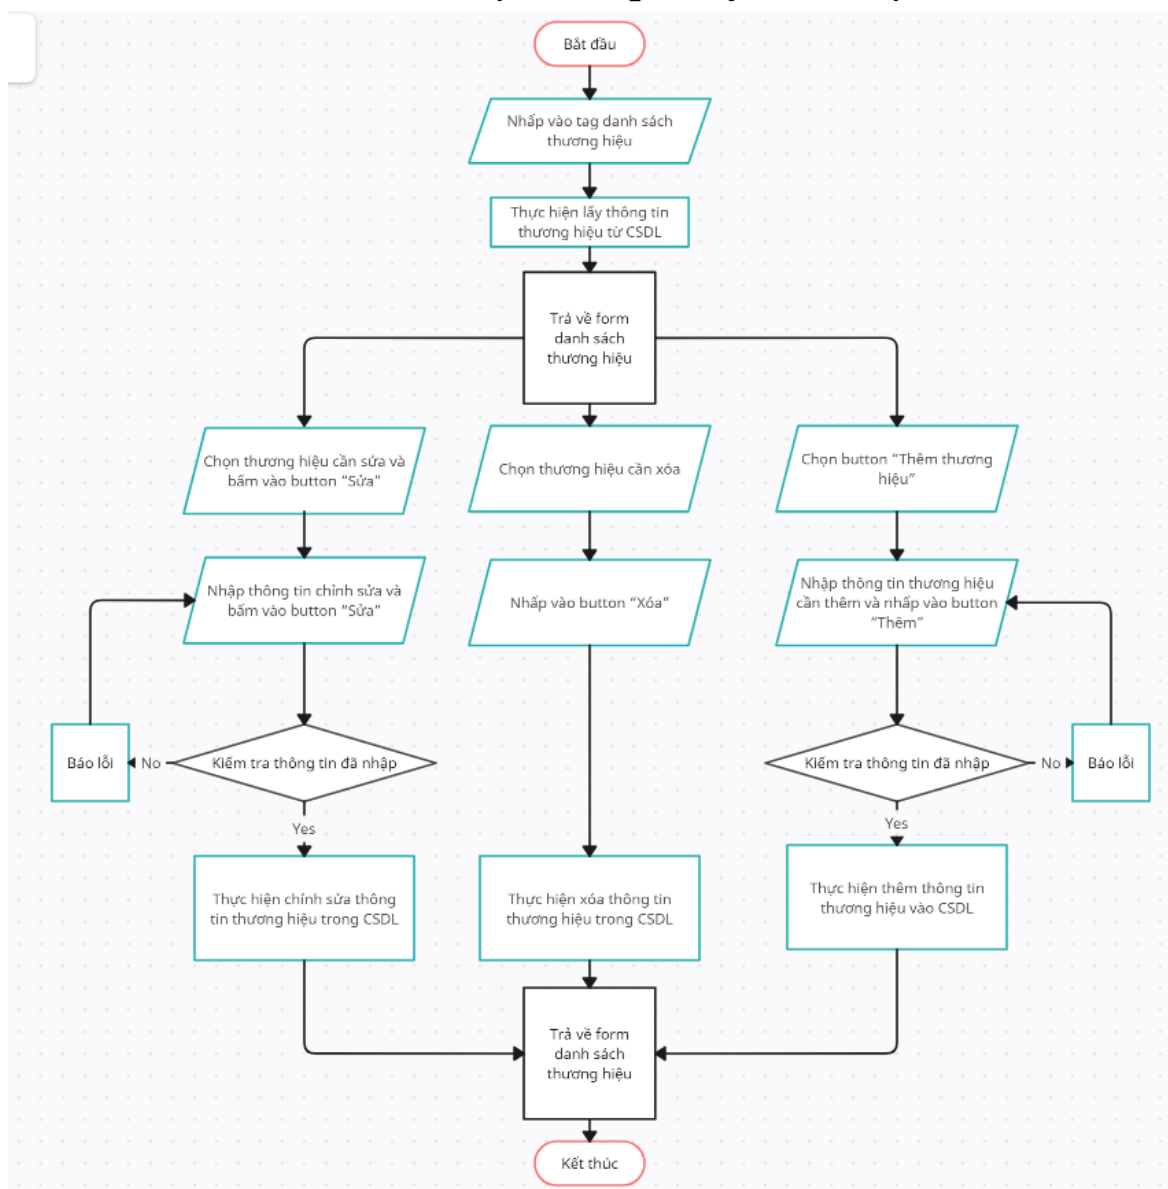 Bắt đầu
Nhấp vào tag danh sách
thương hiệu
Thực hiện lấy thông tin
thương hiệu từ CSDL
Trả về form
danh sách
thương hiệu
Chọn thương hiệu cần sửa và
bấm vào button “Sửa”
Chọn thương hiệu cần xóa
Chọn button “Thêm thương
hiệu”
Nhập thông tin chỉnh sửa và
bấm vào button “Sửa”
Nhấp vào button “Xóa”
Nhập thông tin thương hiệu
cần thêm và nhấp vào button
“Thêm”
Báo lỗi
No
Kiểm tra thông tin đã nhập
Kiểm tra thông tin đã nhập
No
Báo lỗi
Yes
Yes
Thực hiện chỉnh sửa thông
tin thương hiệu trong CSDL
Thực hiện xóa thông tin
thương hiệu trong CSDL
Thực hiện thêm thông tin
thương hiệu vào CSDL
Trả về form
danh sách
thương hiệu
Kết thúc